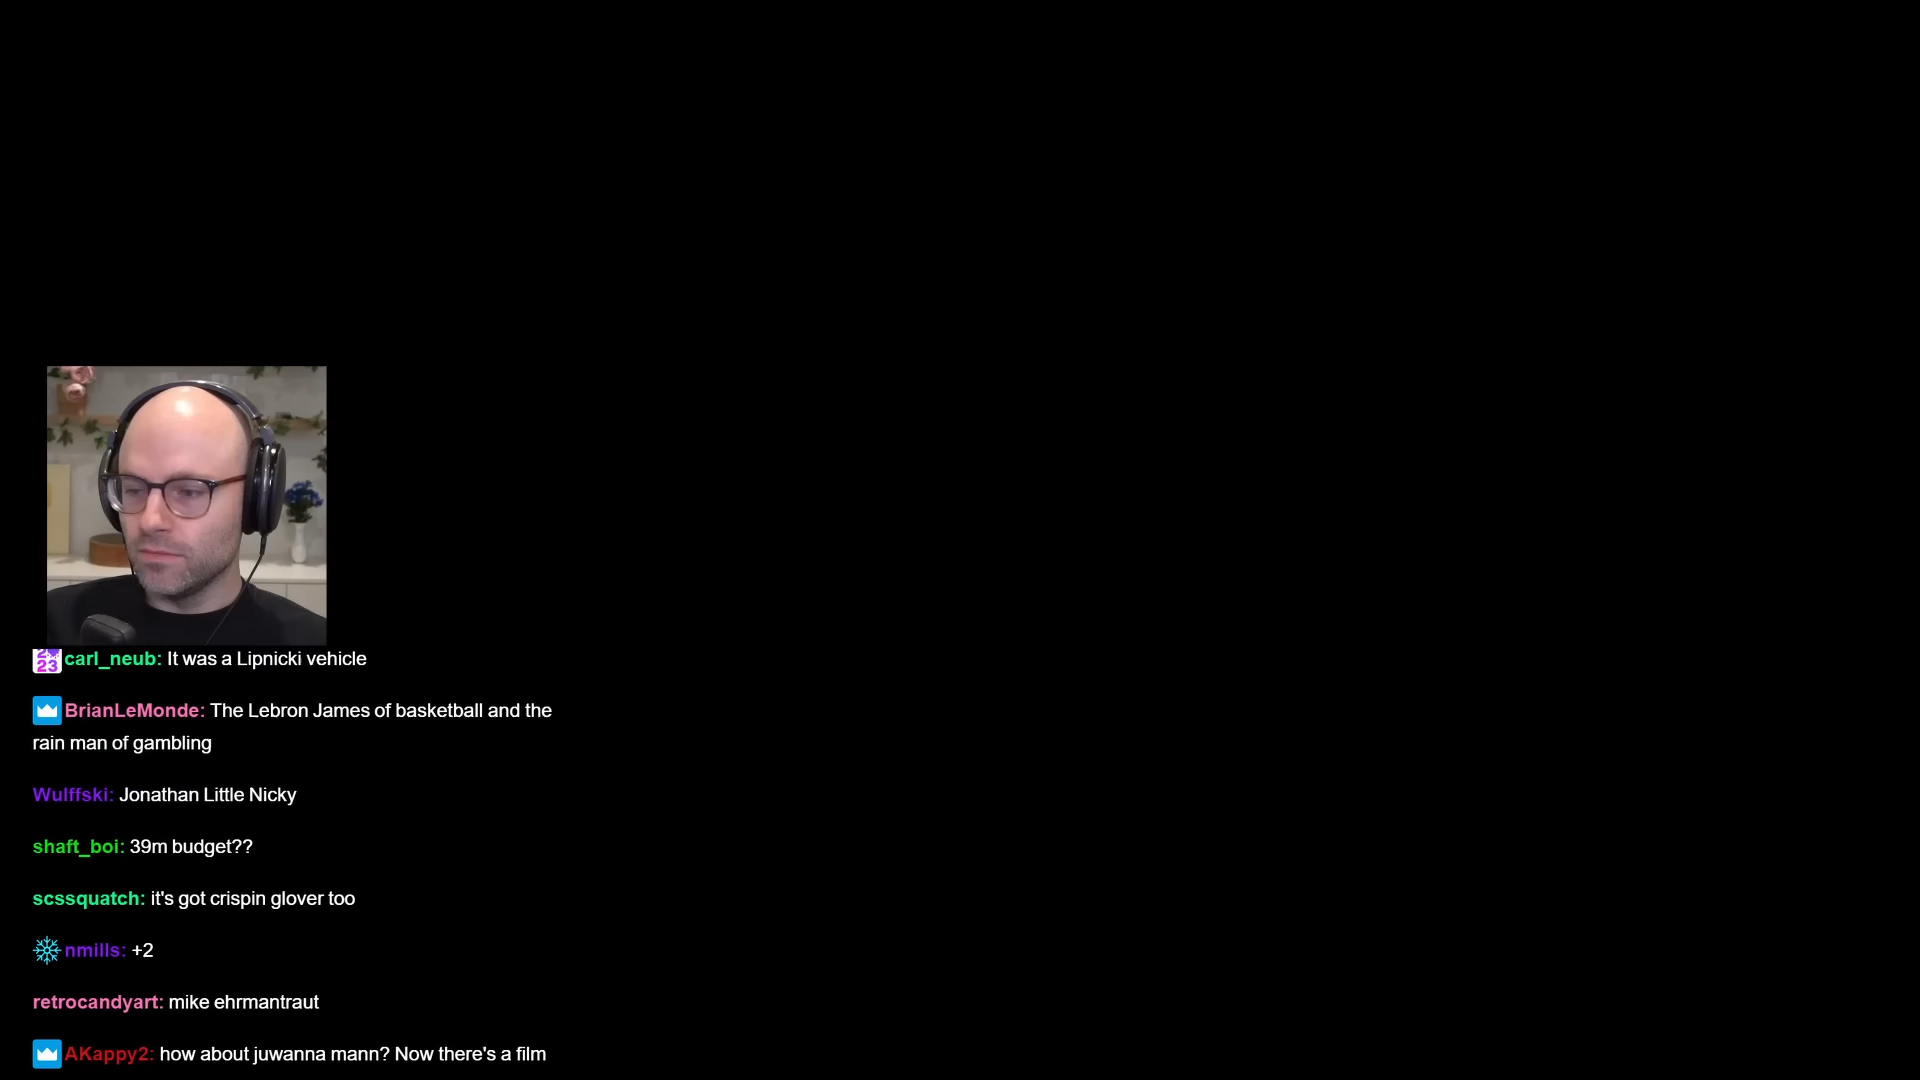 23 carl_neub: It was a Lipnicki vehicle
BrianLeMonde: The Lebron James of basketball and the
rain man of gambling
Wulffski: Jonathan Little Nicky
shaft_boi: 39m budget??
scssquatch: it's got crispin glover too
nmills: +2
retrocandyart: mike ehrmantraut
AKappy2: how about juwanna mann? Now there's a film